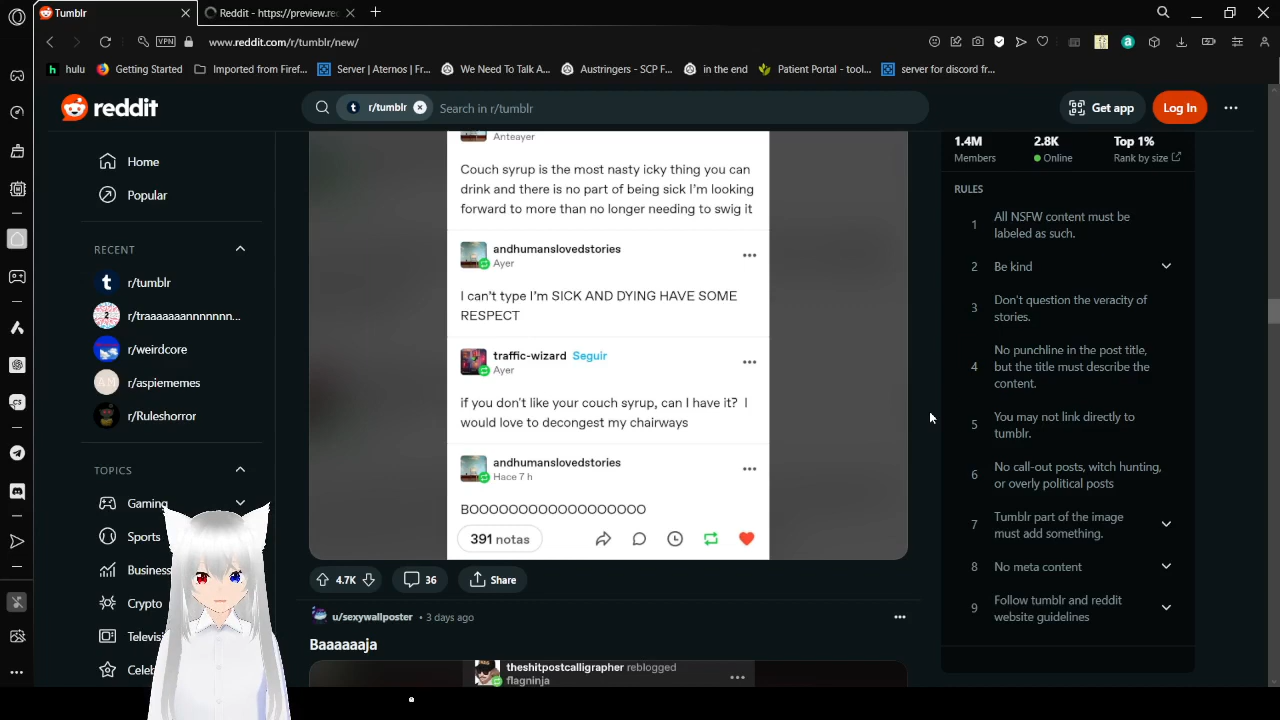 Tumblr
Reddit - https://preview.rec
VPN
www.reddit.com/r/tumblr/new/
hulu
Getting Started
Imported from Firef...
Server | Aternos | Fr...
We Need To Talk A...
Austringers - SCP F...
in the end
Patient Portal - tool...
server for discord fr...
reddit
r/tumblr
Search in r/tumblr
Get app
Log In
Home
Popular
RECENT
r/tumblr
r/traaaaaaannnnnnn...
r/weirdcore
r/aspiememes
r/Ruleshorror
TOPICS
Gaming
Sports
Business
Crypto
Televisi
Celeb
Anteayer
Couch syrup is the most nasty icky thing you can
drink and there is no part of being sick I'm looking
forward to more than no longer needing to swig it
andhumanslovedstories
Ayer
I can't type I'm SICK AND DYING HAVE SOME
RESPECT
traffic-wizard Seguir
Ayer
if you don't like your couch syrup, can I have it? I
would love to decongest my chairways
andhumanslovedstories
Hace 7 h
BOOOOOOOOOOOOOOOOOO
391 notas
4.7K
36
Share
u/sexywallposter • 3 days ago
Baaaaaaja
theshitpostcalligrapher reblogged
flagninja
1.4M
Members
2.8K
Online
Top 1%
Rank by size
RULES
1
All NSFW content must be
labeled as such.
2
Be kind
3
Don't question the veracity of
stories.
4
No punchline in the post title,
but the title must describe the
content.
5
You may not link directly to
tumblr.
6
No call-out posts, witch hunting,
or overly political posts
7
Tumblr part of the image
must add something.
8
No meta content
9
Follow tumblr and reddit
website guidelines